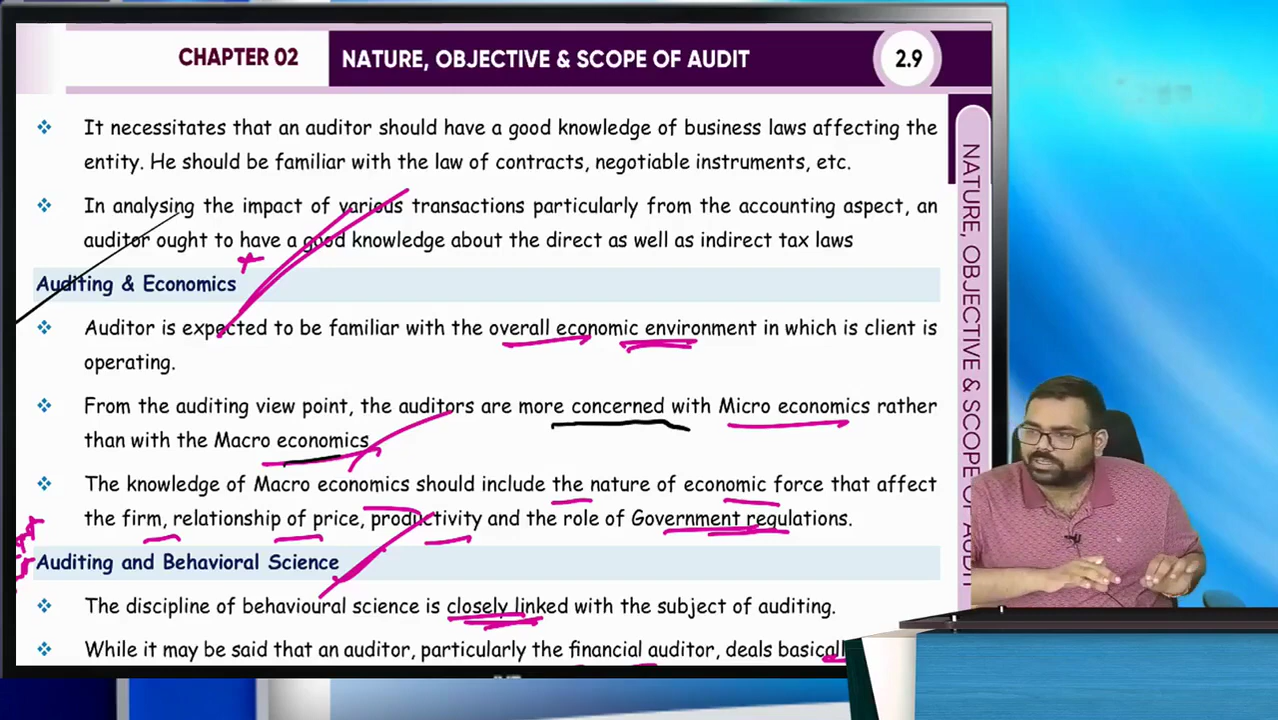 CHAPTER 02
NATURE, OBJECTIVE & SCOPE OF AUDIT
2.9
It necessitates that an auditor should have a good knowledge of business laws affecting the
entity. He should be familiar with the law of contracts, negotiable instruments, etc.
In analysing the impact of various transactions particularly from the accounting aspect, an
auditor ought to have a good knowledge about the direct as well as indirect tax laws
Auditing & Economics
Auditor is expected to be familiar with the overall economic environment in which is client is
operating.
From the auditing view point, the auditors are more concerned with Micro economics rather
than with the Macro economics
The knowledge of Macro economics should include the nature of economic force that affect
the firm, relationship of price, productivity and the role of Government regulations.
Auditing and Behavioral Science
The discipline of behavioural science is closely linked with the subject of auditing.
While it may be said that an auditor, particularly the financial auditor, deals
NATURE, OBJECTIVE & SCOPE OF